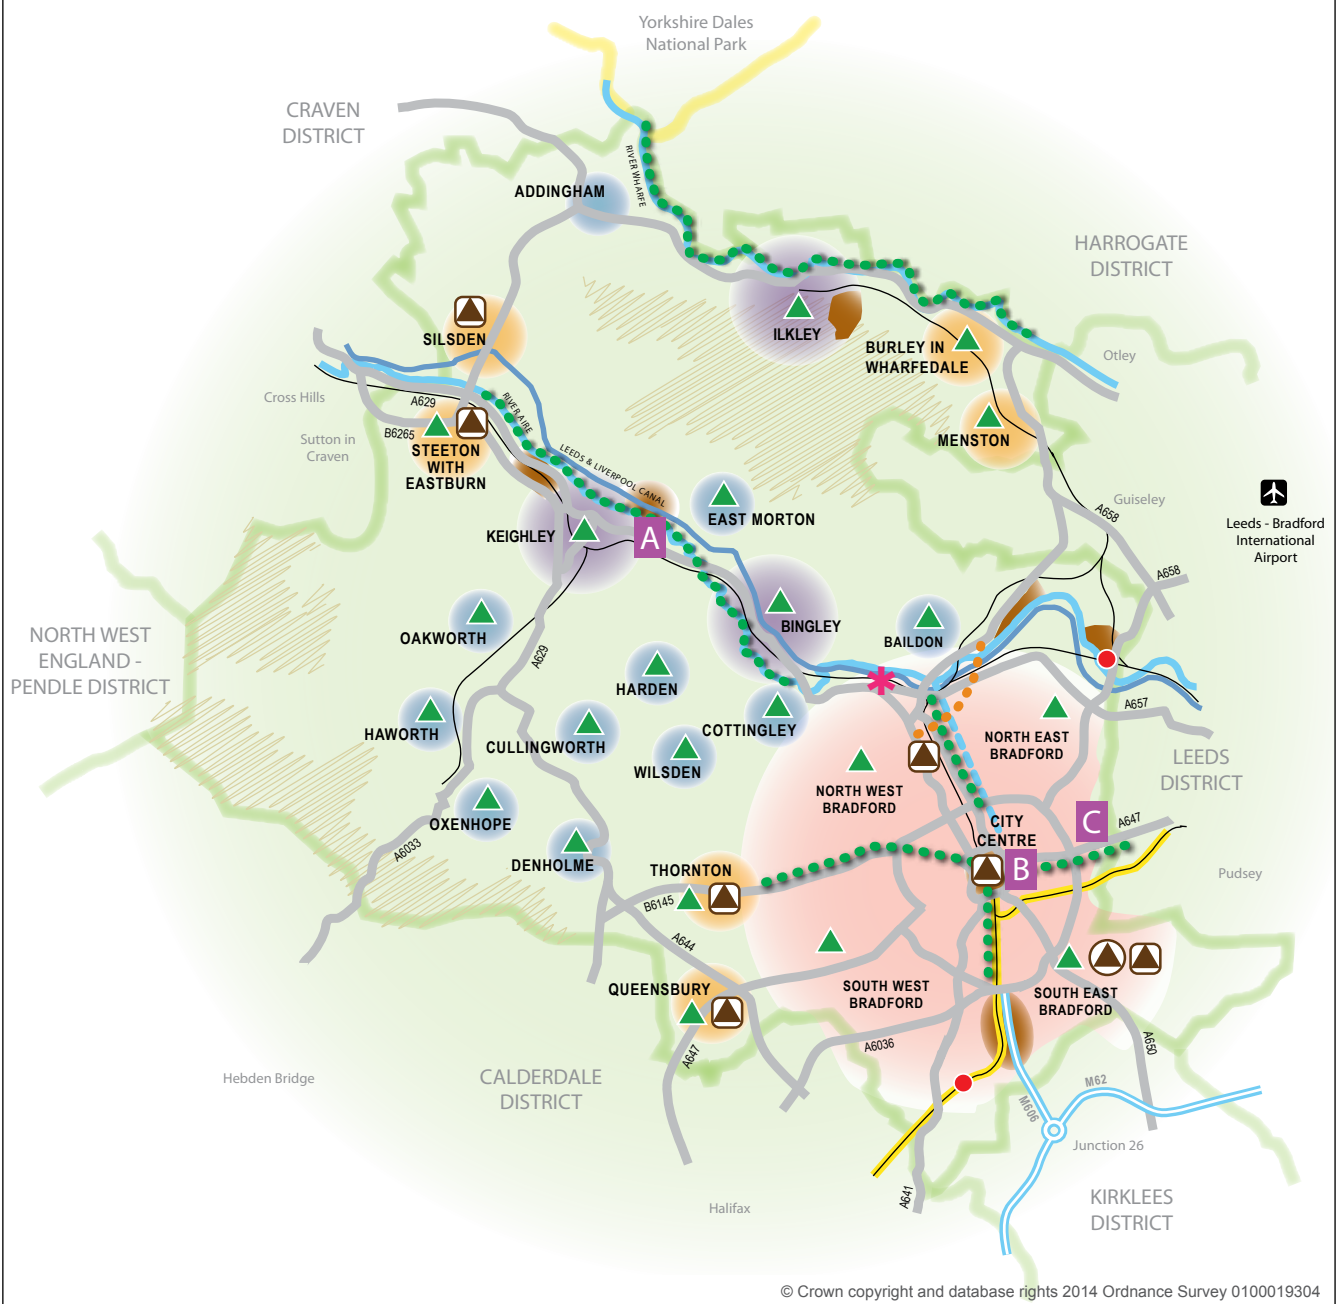 Yorkshire Dales
National Park
CRAVEN
DISTRICT
RIVER WHARFE
ADDINGHAM
HARROGATE
DISTRICT
SILSDEN
ILKLEY
BURLEY IN
WHARFEDALE
Otley
Cross Hills
A629
RIVER AIRE
B6265
Sutton in
Craven
STEETON
WITH
EASTBURN
MENSTON
LEEDS & LIVERPOOL CANAL
Guiseley
A658
Leeds - Bradford
International
Airport
EAST MORTON
KEIGHLEY
A
A658
OAKWORTH
BINGLEY
BAILDON
NORTH WEST
ENGLAND -
PENDLE DISTRICT
A629
HARDEN
A657
HAWORTH
CULLINGWORTH
COTTINGLEY
NORTH EAST
BRADFORD
WILSDEN
LEEDS
DISTRICT
NORTH WEST
BRADFORD
OXENHOPE
CITY
CENTRE
C
A647
A6033
DENHOLME
THORNTON
B
Pudsey
B6145
A644
QUEENSBURY
SOUTH WEST
BRADFORD
SOUTH EAST
BRADFORD
A647
A6036
A650
Hebden Bridge
CALDERDALE
DISTRICT
M62
M606
Junction 26
Halifax
A641
KIRKLEES
DISTRICT
© Crown copyright and database rights 2014 Ordnance Survey 0100019304